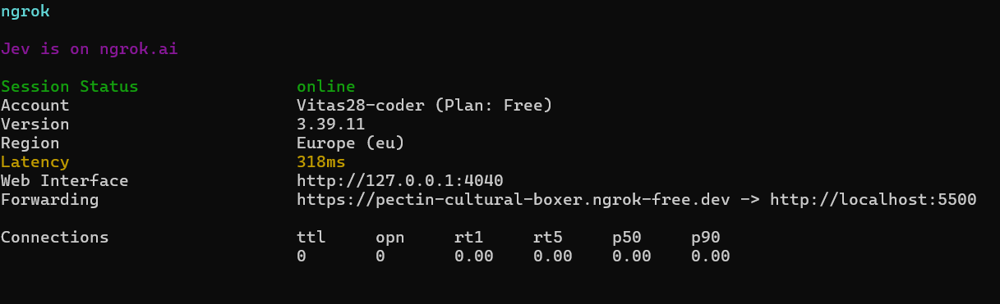 ngrok
Jev is on ngrok.ai
Session Status online
Account Vitas28-coder (Plan: Free)
Version 3.39.11
Region Europe (eu)
Latency 318ms
Web Interface http://127.0.0.1:4040
Forwarding https://pectin-cultural-boxer.ngrok-free.dev -> http://localhost:5500
Connections ttl opn rt1 rt5 p50 p90
0 0 0.00 0.00 0.00 0.00